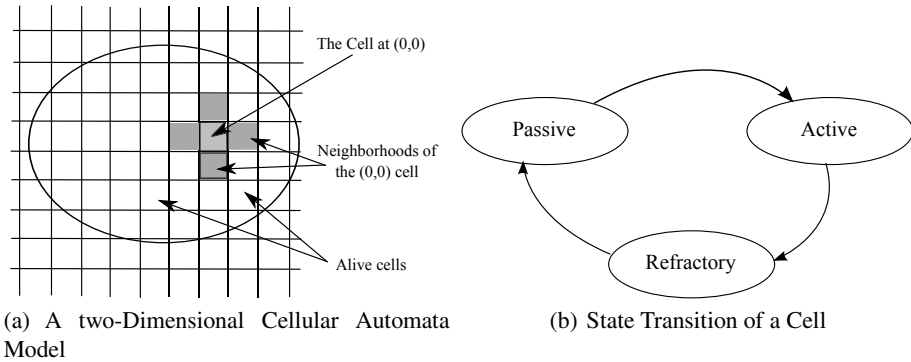 The Cell at (0,0)
Neighborhoods of
the (0,0) cell
Alive cells
(a) A two-Dimensional Cellular Automata
Model
Passive
Active
Refractory
(b) State Transition of a Cell